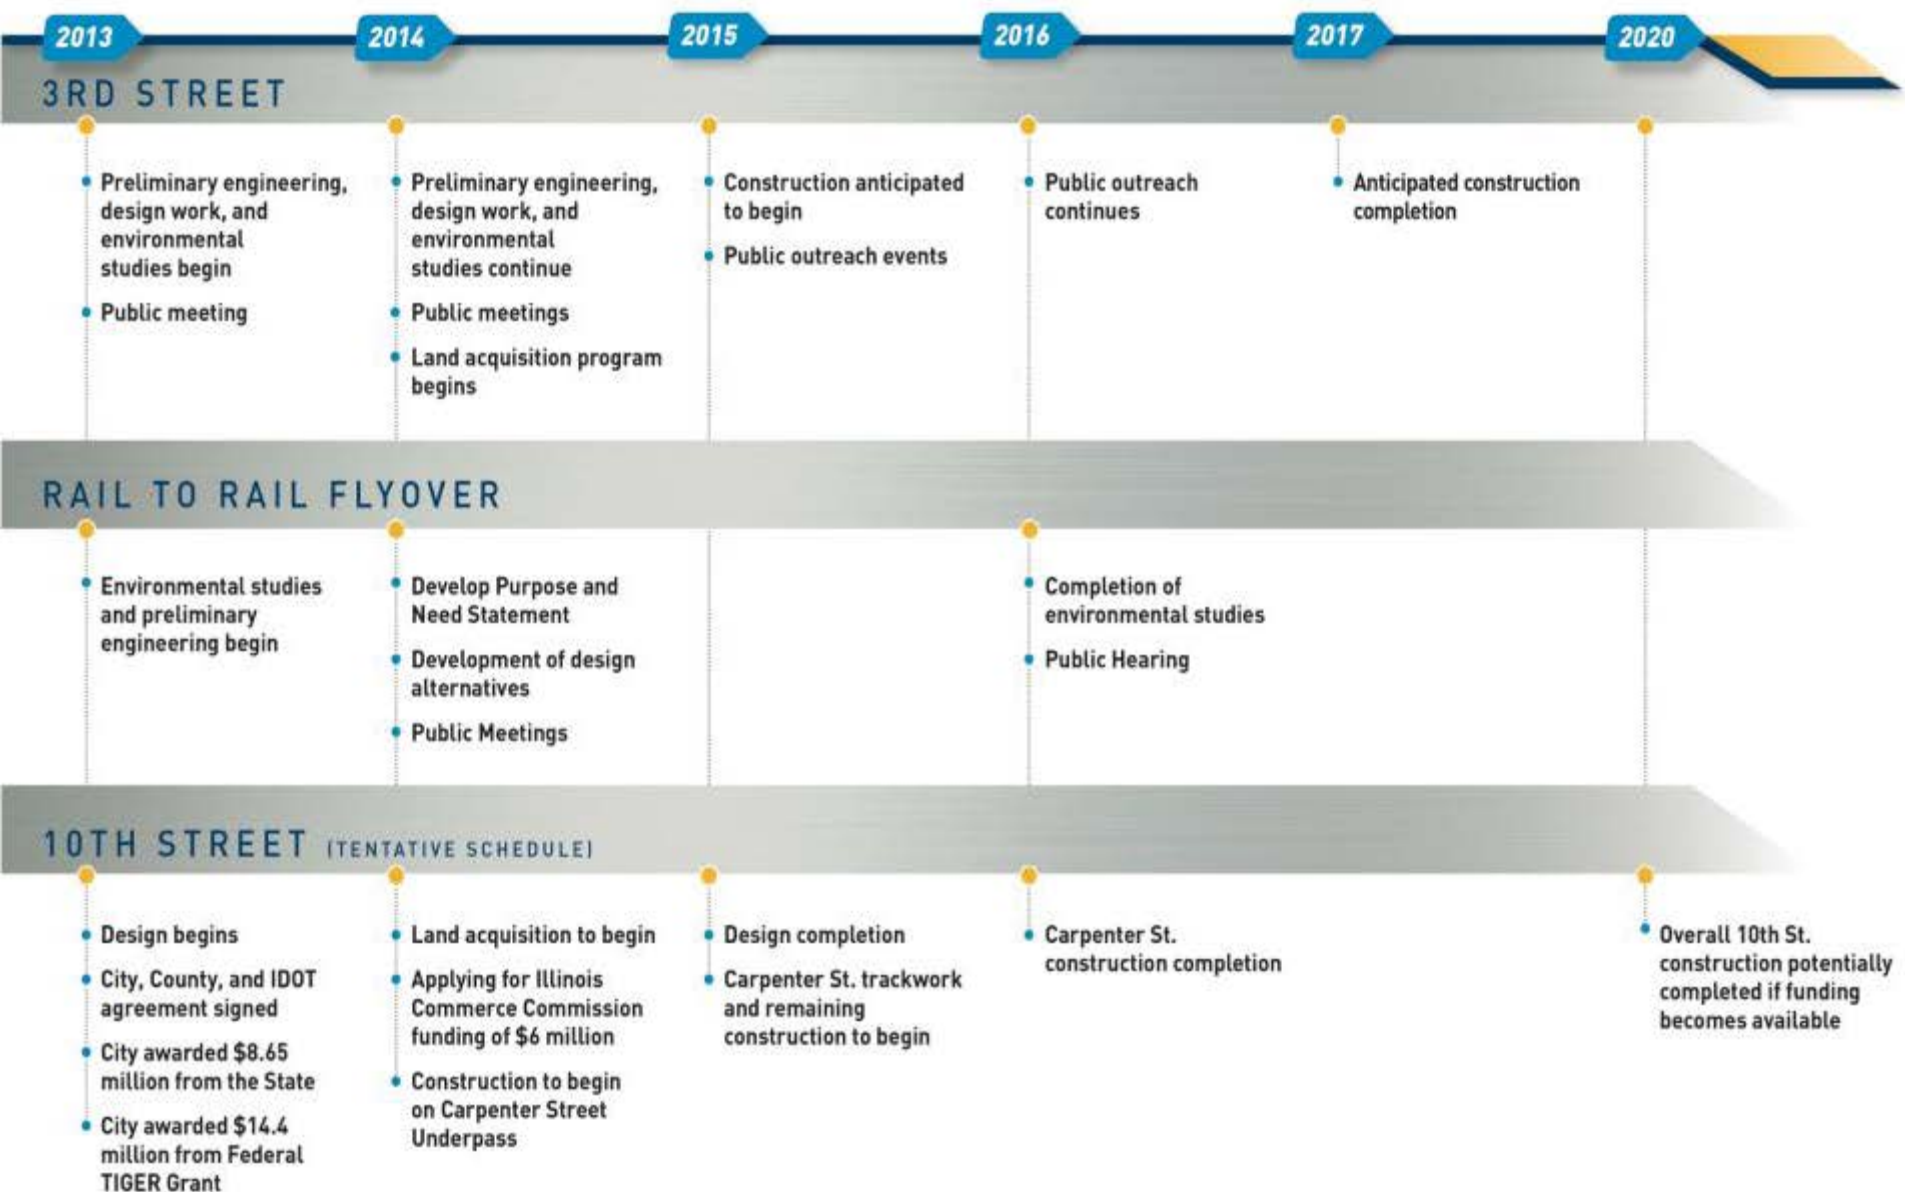 2013
2014
2015
2016
2017
2020
3RD STREET
Preliminary engineering,
design work, and
environmental
studies begin
Public meeting
Preliminary engineering,
design work, and
environmental
studies continue
Public meetings
Land acquisition program
begins
Construction anticipated
to begin
Public outreach events
Public outreach
continues
Anticipated construction
completion
RAIL TO RAIL FLYOVER
Environmental studies
and preliminary
engineering begin
Develop Purpose and
Need Statement
Development of design
alternatives
Public Meetings
Completion of
environmental studies
Public Hearing
10TH STREET (TENTATIVE SCHEDULE)
Design begins
City, County, and IDOT
agreement signed
City awarded $8.65
million from the State
City awarded $14.4
million from Federal
TIGER Grant
Land acquisition to begin
Applying for Illinois
Commerce Commission
funding of $6 million
Construction to begin
on Carpenter Street
Underpass
Design completion
Carpenter St. trackwork
and remaining
construction to begin
Carpenter St.
construction completion
Overall 10th St.
construction potentially
completed if funding
becomes available